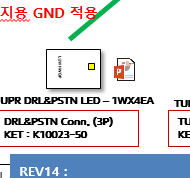 지용 GND 적용
UPR DRL&PSTN LED – 1WX4EA
TU
DRL&PSTN Conn. (3P)
KET : K10023-50
TU
KE
REV14 :